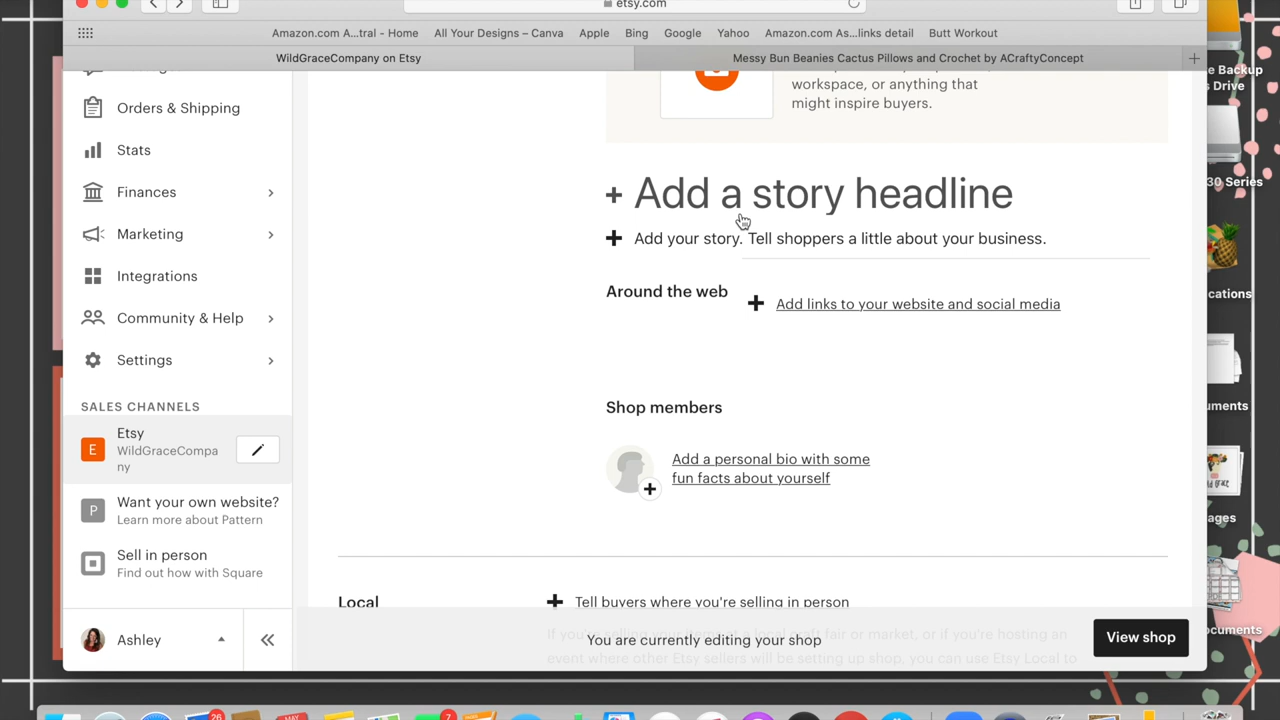 etsy.com
Amazon.com A...tral - Home
All Your Designs – Canva
Apple
Bing
Google
Yahoo
Amazon.com As...links detail
Butt Workout
WildGraceCompany on Etsy
Messy Bun Beanies Cactus Pillows and Crochet by ACraftyConcept
Orders & Shipping
Stats
Finances
Marketing
Integrations
Community & Help
Settings
SALES CHANNELS
E
Etsy
WildGraceCompa
ny
P
Want your own website?
Learn more about Pattern
Sell in person
Find out how with Square
Ashley
workspace, or anything that
might inspire buyers.
+ Add a story headline
+ Add your story. Tell shoppers a little about your business.
Around the web
+ Add links to your website and social media
Shop members
+ Add a personal bio with some
fun facts about yourself
Local
+ Tell buyers where you're selling in person
You are currently editing your shop
View shop
e Backup
s Drive
30 Series
cations
uments
ages
ocuments
26
7